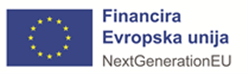 Financira
Evropska unija
NextGenerationEU